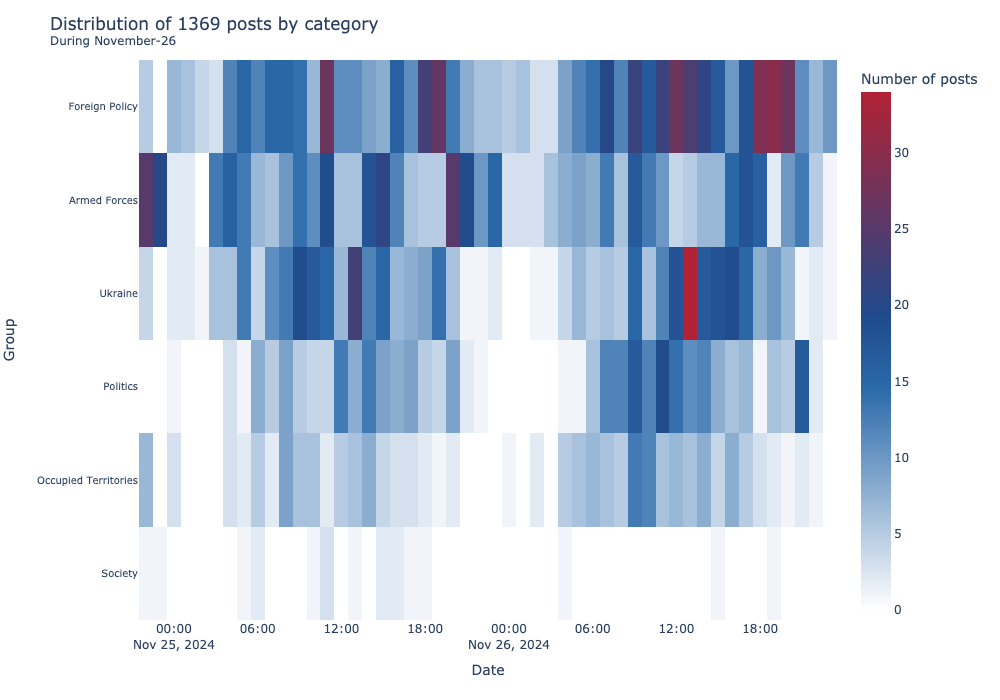 Distribution of 1369 posts by category
During November-26
Number of posts
Foreign Policy
Armed Forces
Ukraine
Politics
Occupied Territories
Society
Group
30
25
20
15
10
5
0
00:00 06:00 12:00 18:00 00:00 06:00 12:00 18:00
Nov 25, 2024 Nov 26, 2024
Date